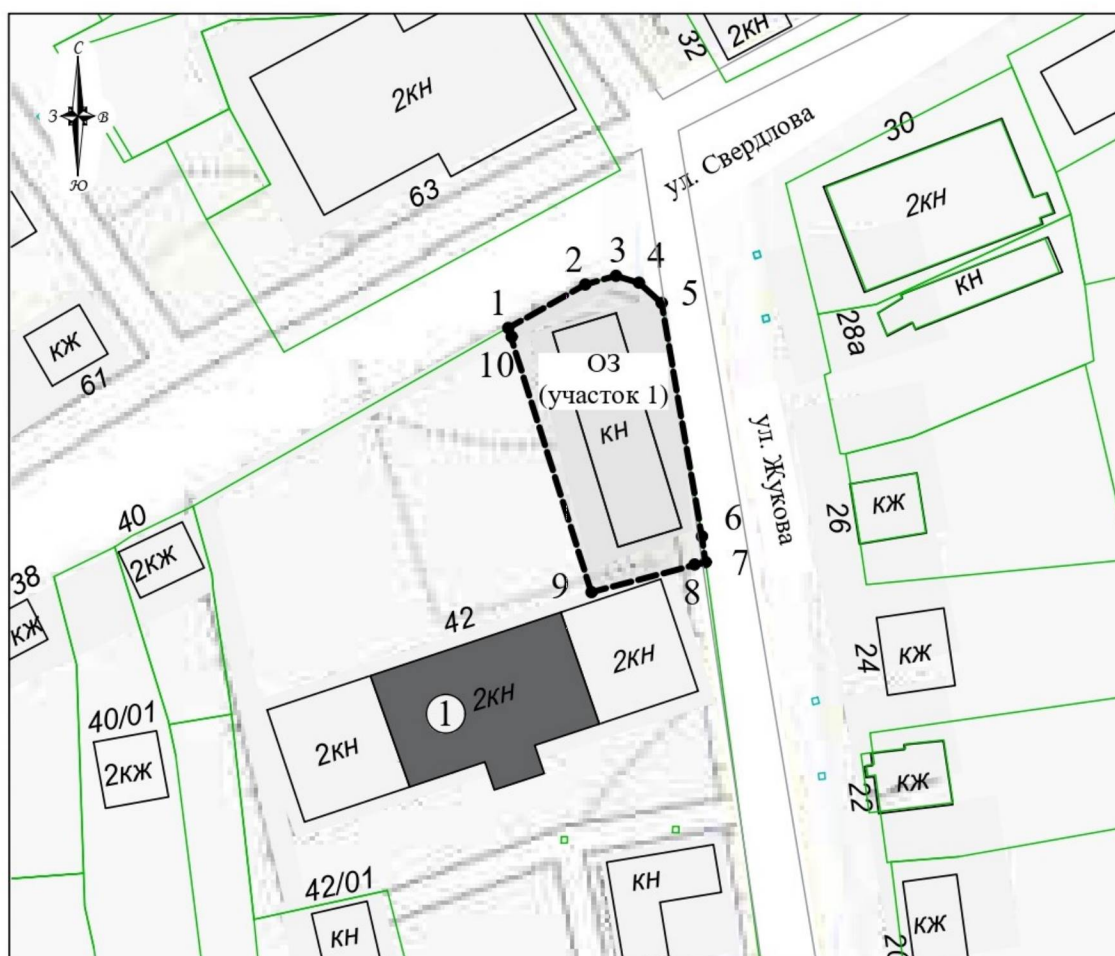 С
З
В
Ю
2кн
32
2кн
ул. Свердлова
30
2кн
63
кн
28а
кж
61
1
2
3
4
5
10
ОЗ
(участок 1)
кн
ул. Жукова
6
7
8
9
40
2кж
38
кж
42
2кн
2кн
1
2кн
40/01
2кж
26
кж
24
кж
22
кж
42/01
кн
кн
кж